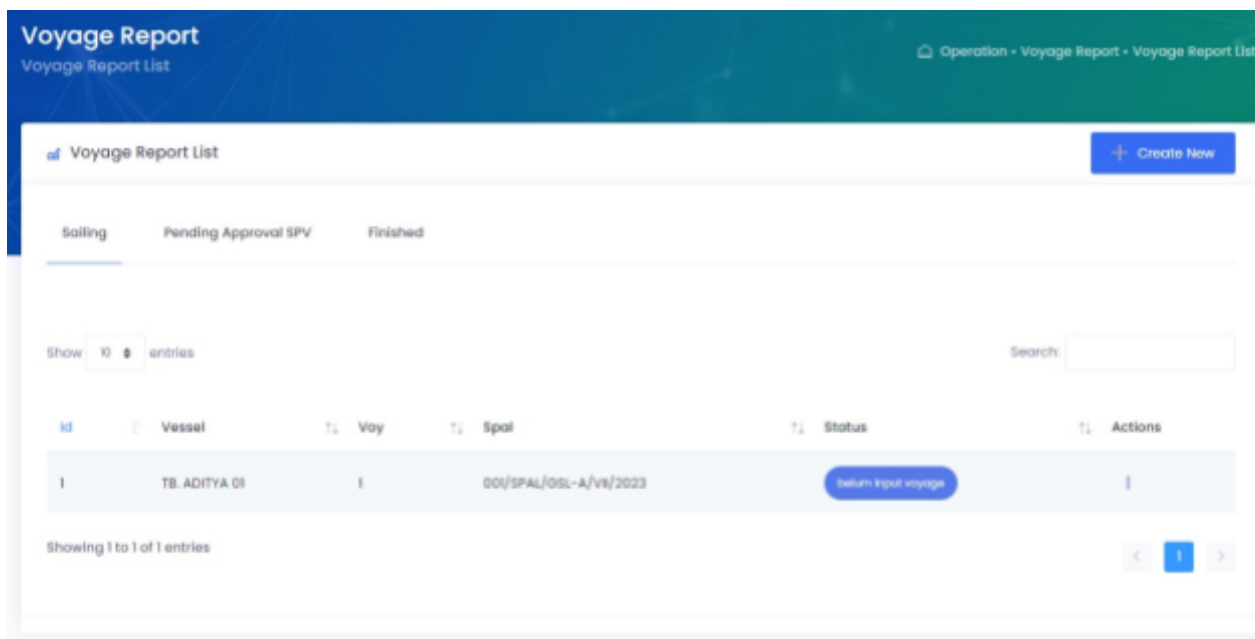 Voyage Report
Voyage Report List
Operation • Voyage Report • Voyage Report List
Voyage Report List
+ Create New
Sailing Pending Approval SPV Finished
Show 10 entries
Search:
Id Vessel Voy Spal Status Actions
1 TB. ADITYA 01 1 001/SPAL/GSL-A/VII/2023 belum input voyage
Showing 1 to 1 of 1 entries
< 1 >